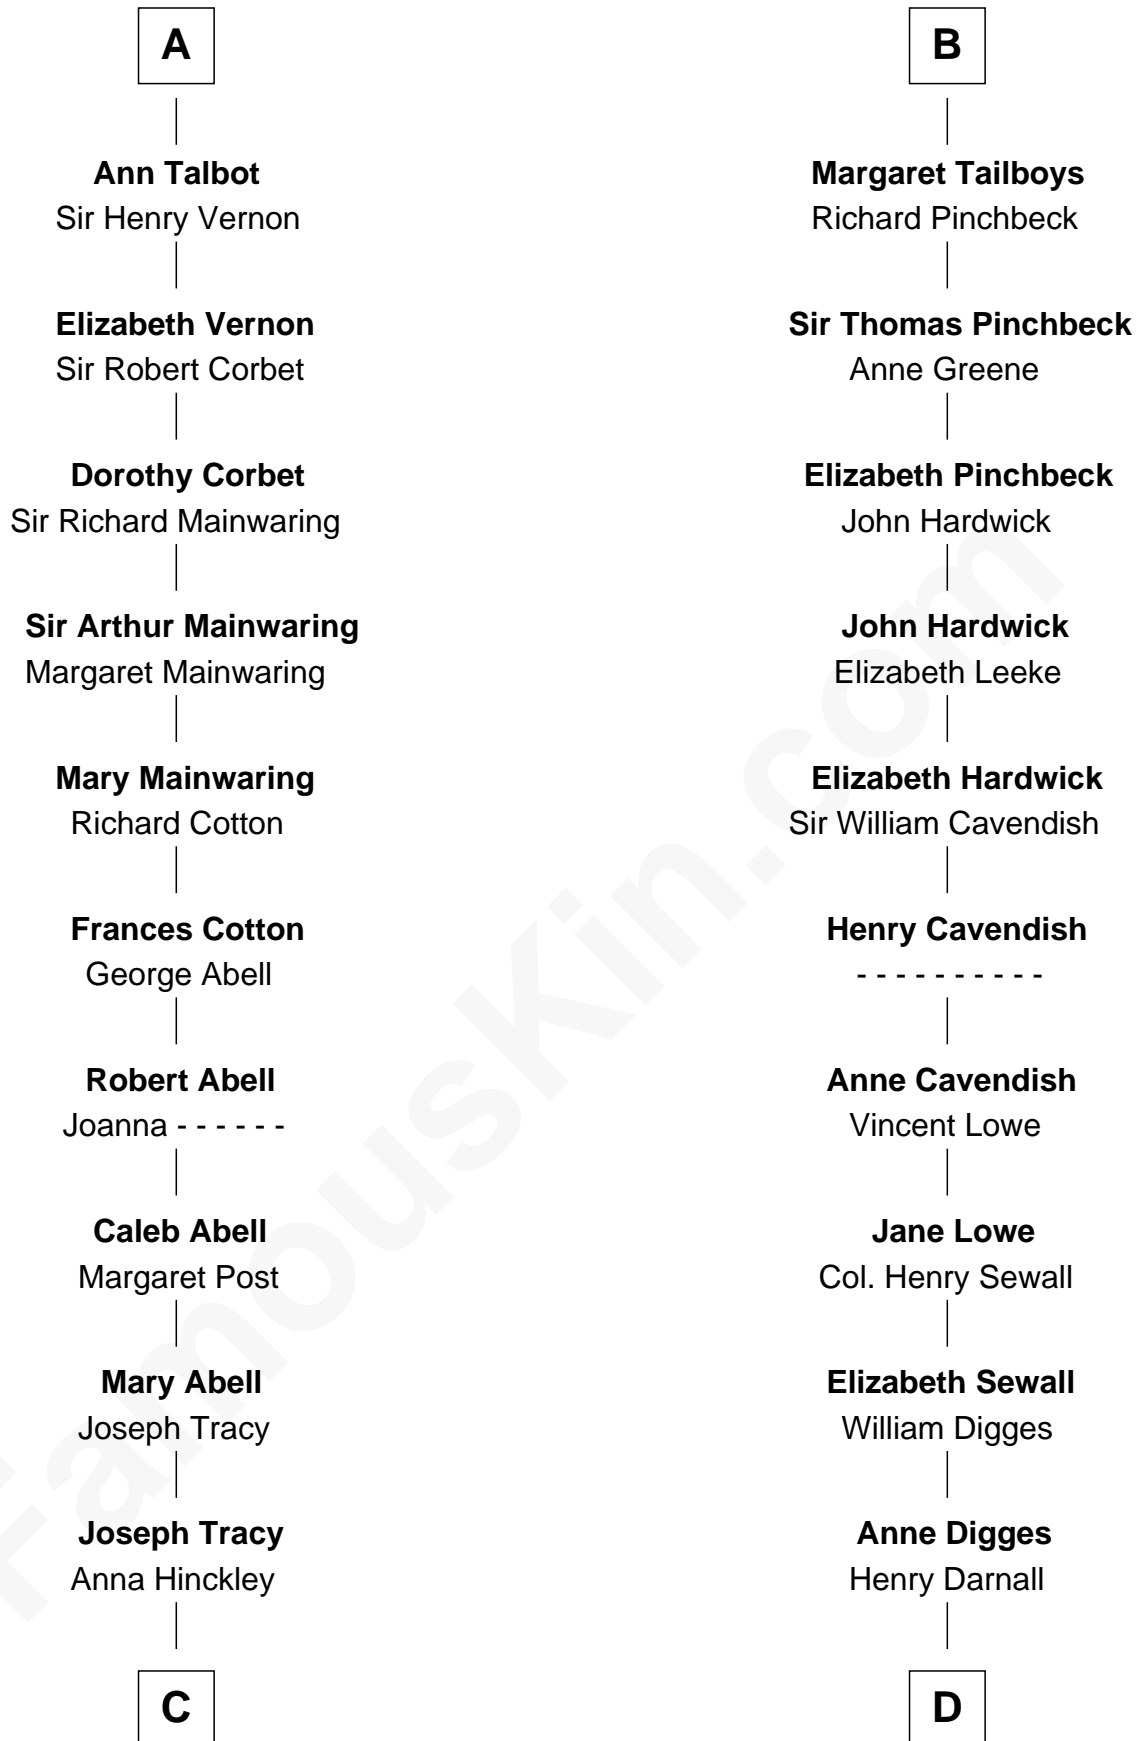 A
Ann Talbot
Sir Henry Vernon
Elizabeth Vernon
Sir Robert Corbet
Dorothy Corbet
Sir Richard Mainwaring
Sir Arthur Mainwaring
Margaret Mainwaring
Mary Mainwaring
Richard Cotton
Frances Cotton
George Abell
Robert Abell
Joanna - - - - - -
Caleb Abell
Margaret Post
Mary Abell
Joseph Tracy
Joseph Tracy
Anna Hinckley
C
B
Margaret Tailboys
Richard Pinchbeck
Sir Thomas Pinchbeck
Anne Greene
Elizabeth Pinchbeck
John Hardwick
John Hardwick
Elizabeth Leeke
Elizabeth Hardwick
Sir William Cavendish
Henry Cavendish
- - - - - - - - - -
Anne Cavendish
Vincent Lowe
Jane Lowe
Col. Henry Sewall
Elizabeth Sewall
William Digges
Anne Digges
Henry Darnall
D
FamousKin.com